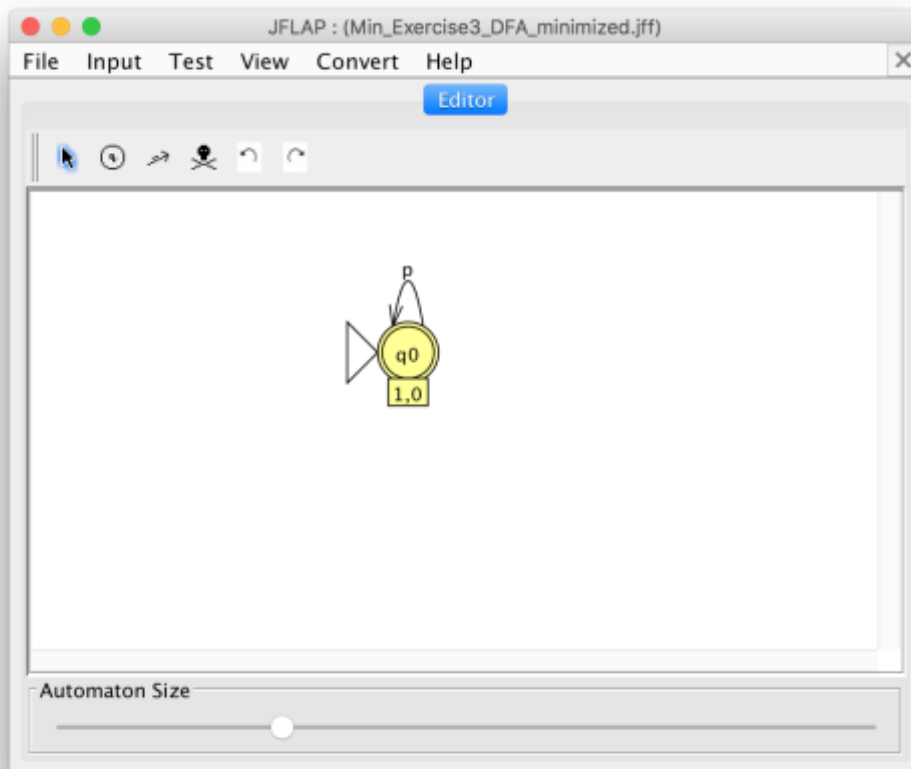 JFLAP : (Min_Exercise3_DFA_minimized.jff)
File Input Test View Convert Help
Editor
p
q0
1,0
Automaton Size